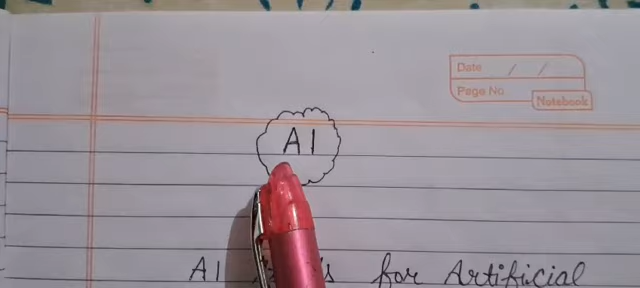 Date / /
Page No
Notebook
AI
AI for Artificial